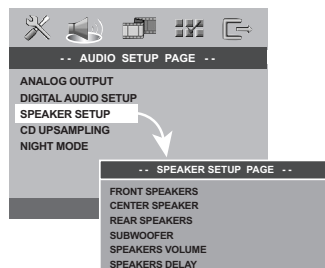 -- AUDIO SETUP PAGE --
ANALOG OUTPUT
DIGITAL AUDIO SETUP
SPEAKER SETUP
CD UPSAMPLING
NIGHT MODE
-- SPEAKER SETUP PAGE --
FRONT SPEAKERS
CENTER SPEAKER
REAR SPEAKERS
SUBWOOFER
SPEAKERS VOLUME
SPEAKERS DELAY